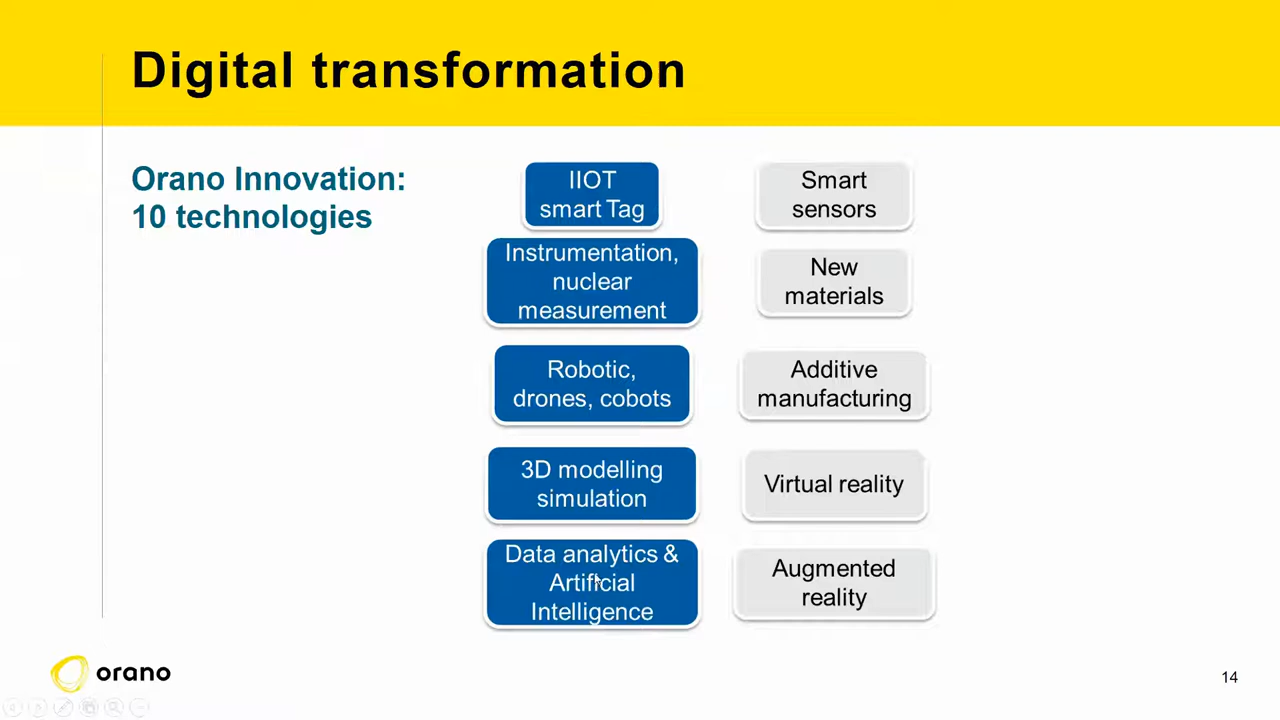 Digital transformation
Orano Innovation:
10 technologies
IIOT
smart Tag
Instrumentation,
nuclear
measurement
Robotic,
drones, cobots
3D modelling
simulation
Data analytics &
Artificial
Intelligence
Smart
sensors
New
materials
Additive
manufacturing
Virtual reality
Augmented
reality
orano
14